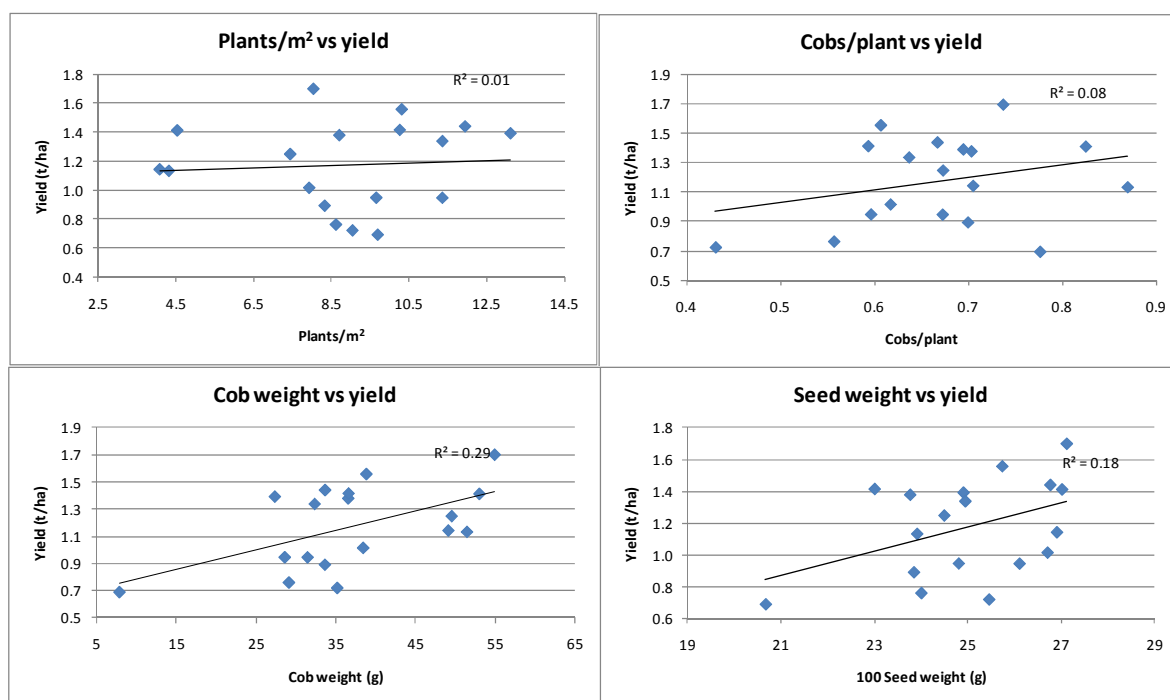 Plants/m² vs yield
R² = 0.01
Yield (t/ha)
1.8
1.6
1.4
1.2
1.0
0.8
0.6
0.4
2.5 4.5 6.5 8.5 10.5 12.5 14.5
Plants/m²
Cobs/plant vs yield
R² = 0.08
Yield (t/ha)
1.9
1.7
1.5
1.3
1.1
0.9
0.7
0.5
0.4 0.5 0.6 0.7 0.8 0.9
Cobs/plant
Cob weight vs yield
R² = 0.29
Yield (t/ha)
1.9
1.7
1.5
1.3
1.1
0.9
0.7
0.5
5 15 25 35 45 55 65
Cob weight (g)
Seed weight vs yield
R² = 0.18
Yield (t/ha)
1.8
1.6
1.4
1.2
1.0
0.8
0.6
19 21 23 25 27 29
100 Seed weight (g)